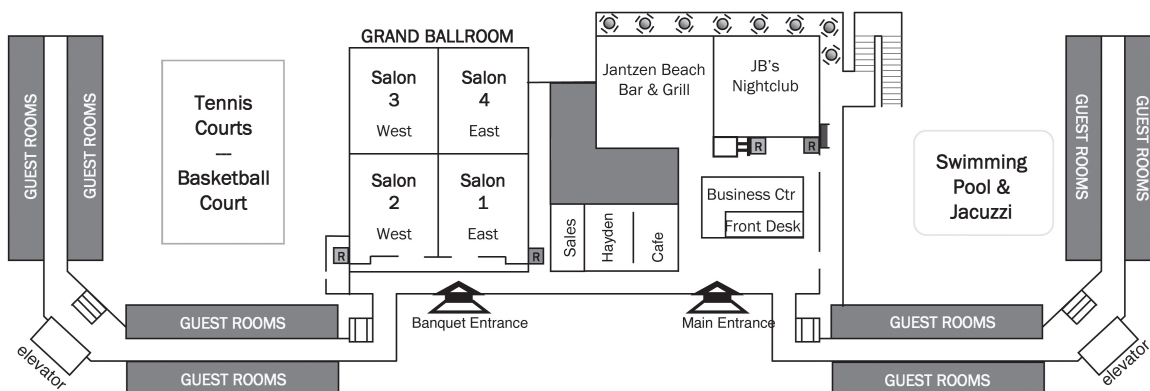 GRAND BALLROOM
GUEST ROOMS
GUEST ROOMS
Tennis
Courts
—
Basketball
Court
Salon
3
West
Salon
4
East
Salon
2
West
Salon
1
East
R
R
Jantzen Beach
Bar & Grill
JB's
Nightclub
R
R
Business Ctr
Front Desk
Sales
Hayden
Cafe
Swimming
Pool &
Jacuzzi
GUEST ROOMS
GUEST ROOMS
GUEST ROOMS
GUEST ROOMS
elevator
Banquet Entrance
Main Entrance
GUEST ROOMS
GUEST ROOMS
elevator